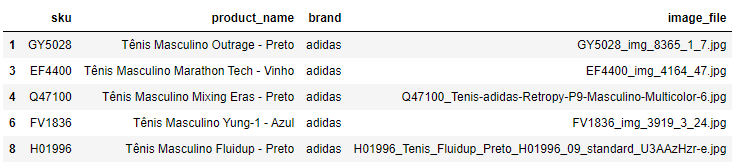 sku product_name brand image_file
1 GY5028 Tênis Masculino Outrage - Preto adidas GY5028_img_8365_1_7.jpg
3 EF4400 Tênis Masculino Marathon Tech - Vinho adidas EF4400_img_4164_47.jpg
4 Q47100 Tênis Masculino Mixing Eras - Preto adidas Q47100_Tenis-adidas-Retropy-P9-Masculino-Multicolor-6.jpg
6 FV1836 Tênis Masculino Yung-1 - Azul adidas FV1836_img_3919_3_24.jpg
8 H01996 Tênis Masculino Fluidup - Preto adidas H01996_Tenis_Fluidup_Preto_H01996_09_standard_U3AAzHzr-e.jpg